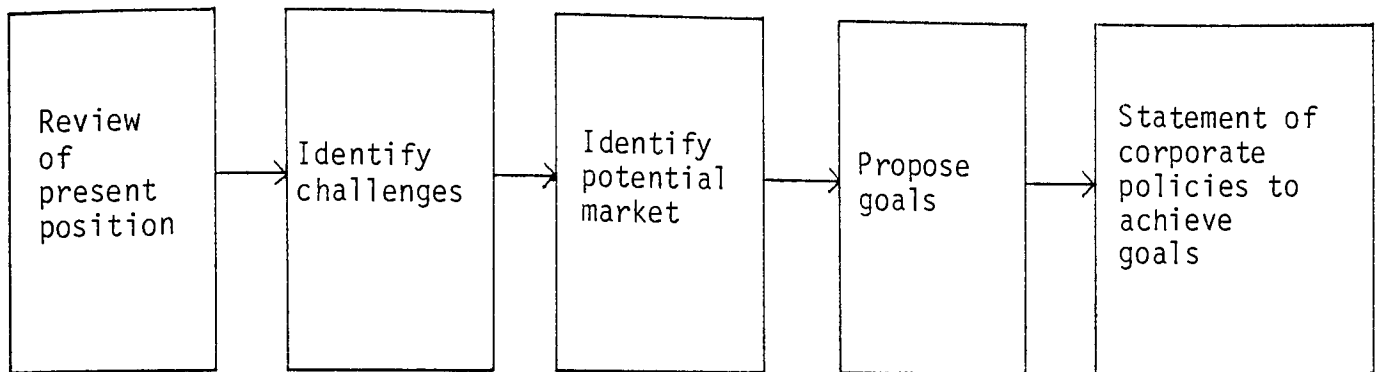 Review
of
present
position
Identify
challenges
Identify
potential
market
Propose
goals
Statement of
corporate
policies to
achieve
goals